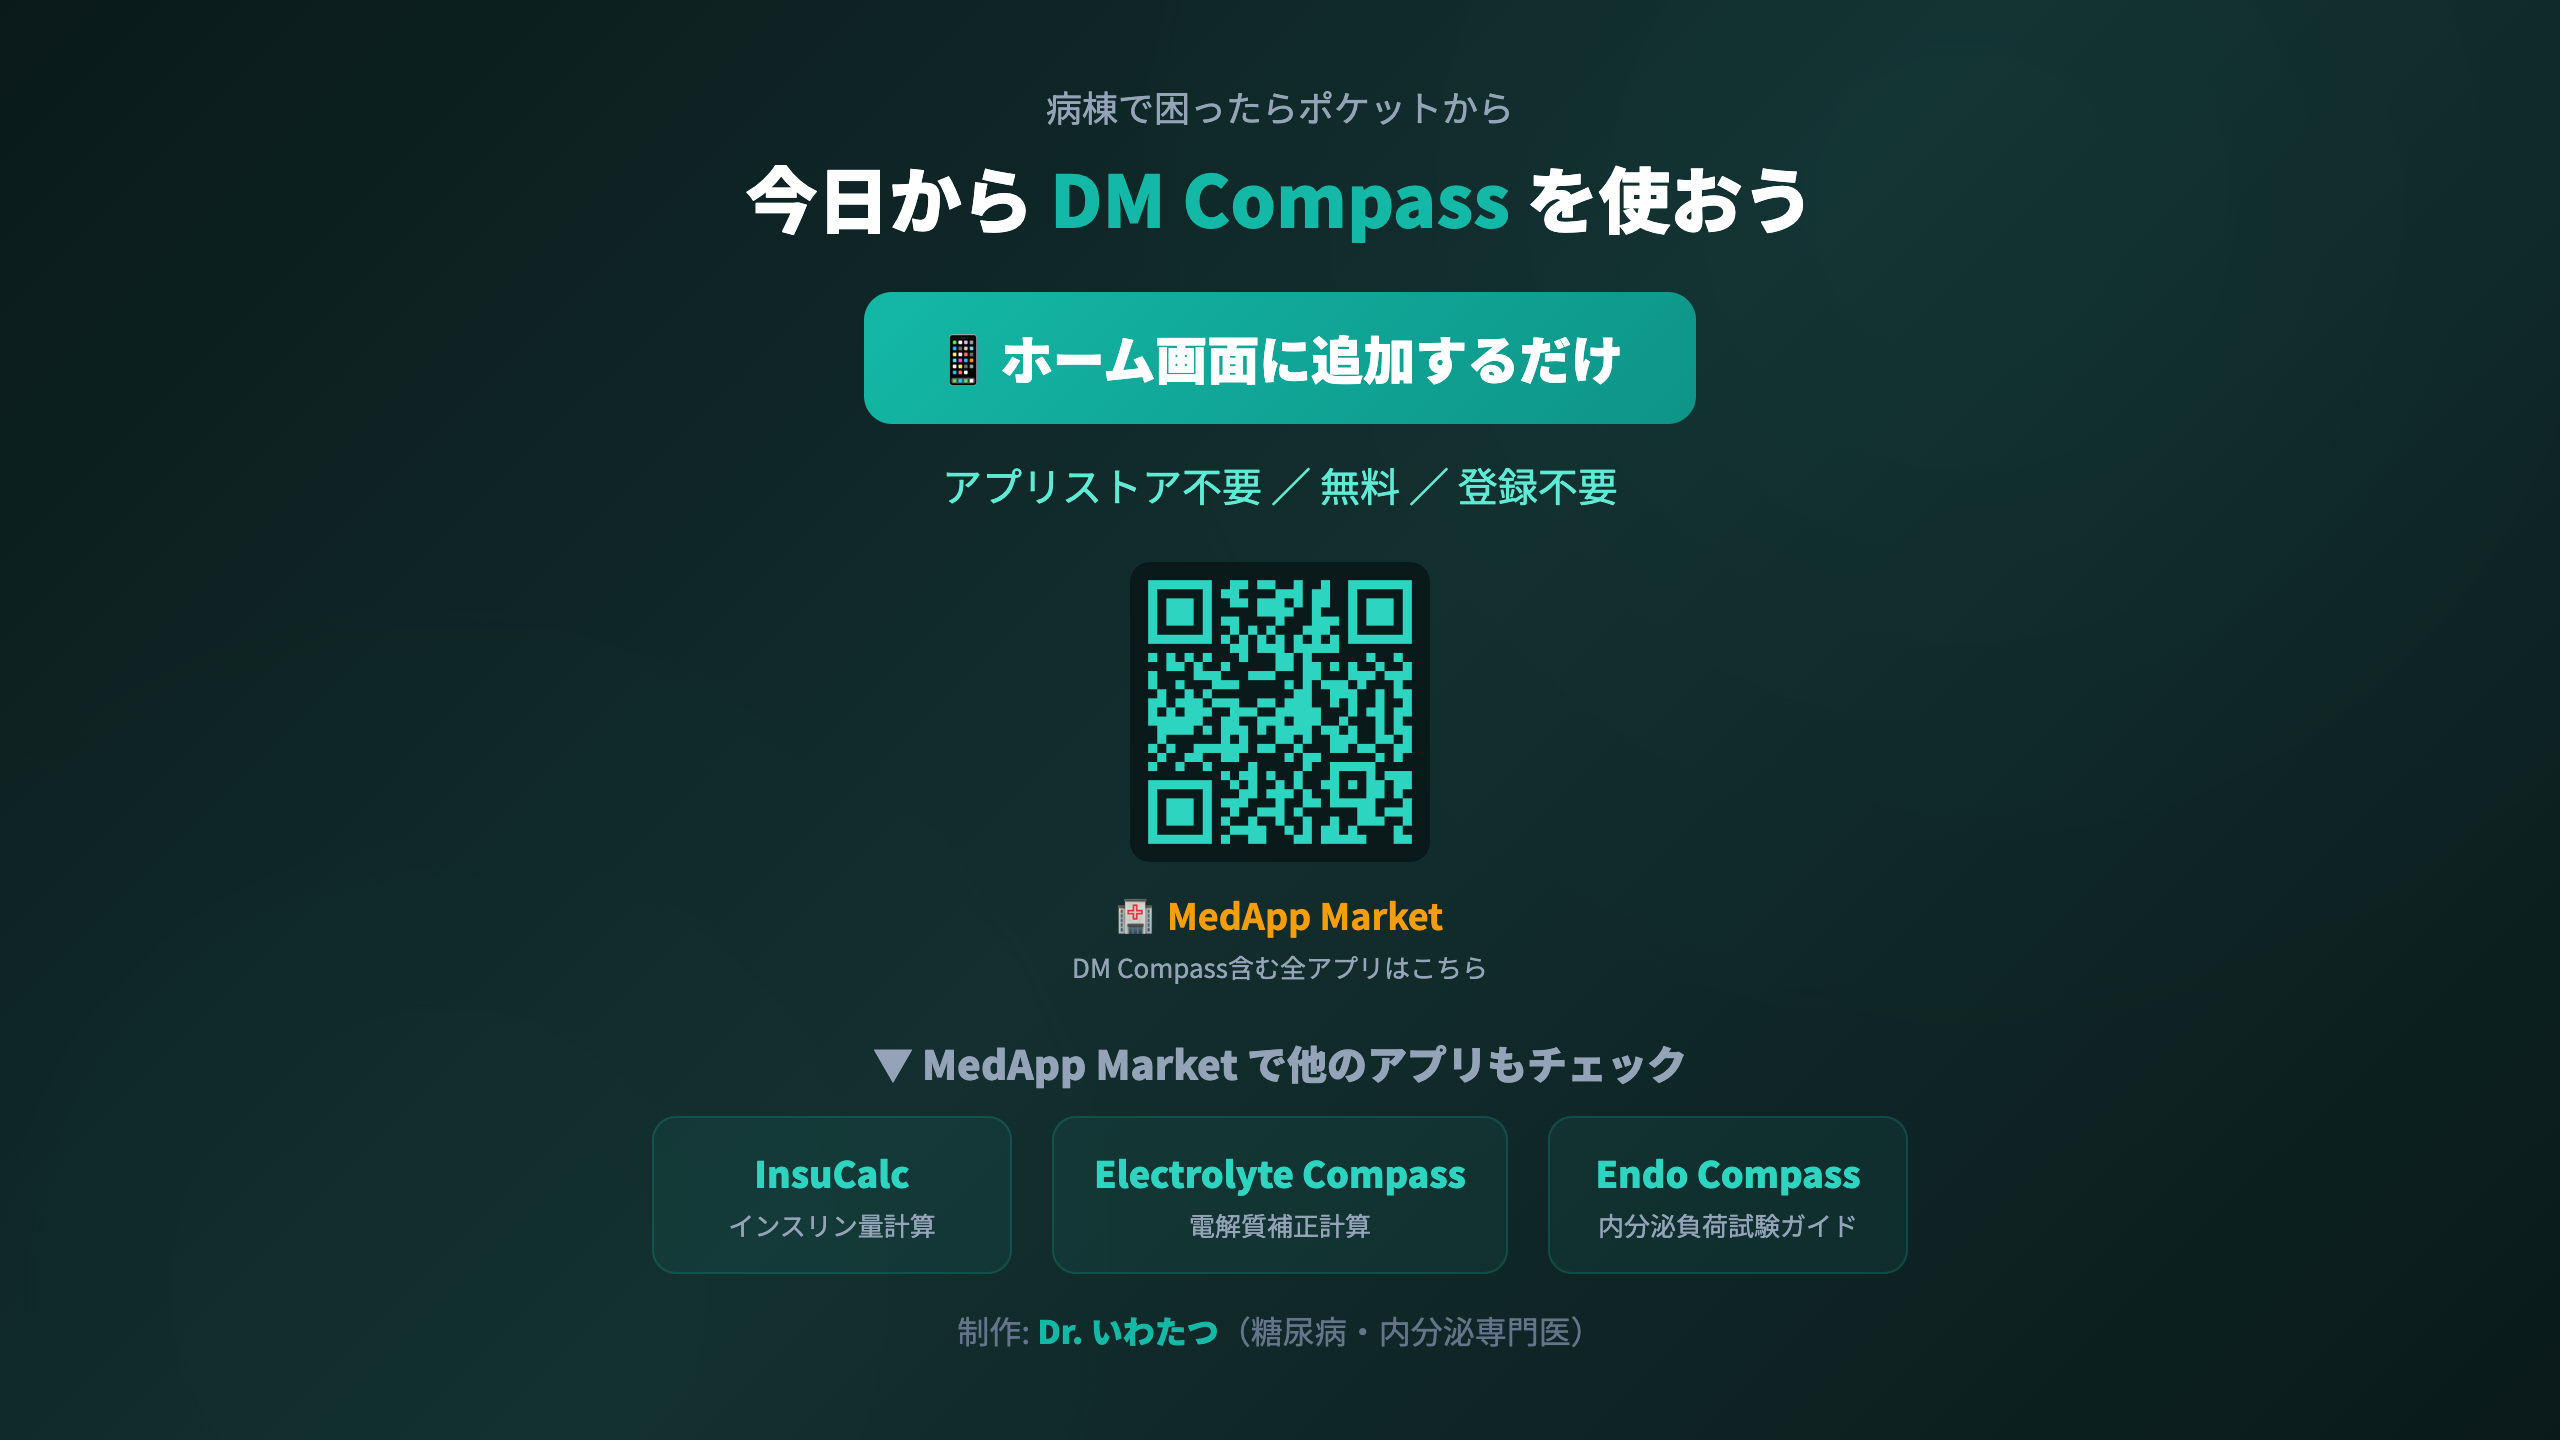 病棟で困ったらポケットから
今日から DM Compass を使おう
📱 ホーム画面に追加するだけ
アプリストア不要 ／ 無料 ／ 登録不要
🏥 MedApp Market
DM Compass含む全アプリはこちら
▼ MedApp Market で他のアプリもチェック
InsuCalc
インスリン量計算
Electrolyte Compass
電解質補正計算
Endo Compass
内分泌負荷試験ガイド
制作: Dr. いわたつ（糖尿病・内分泌専門医）